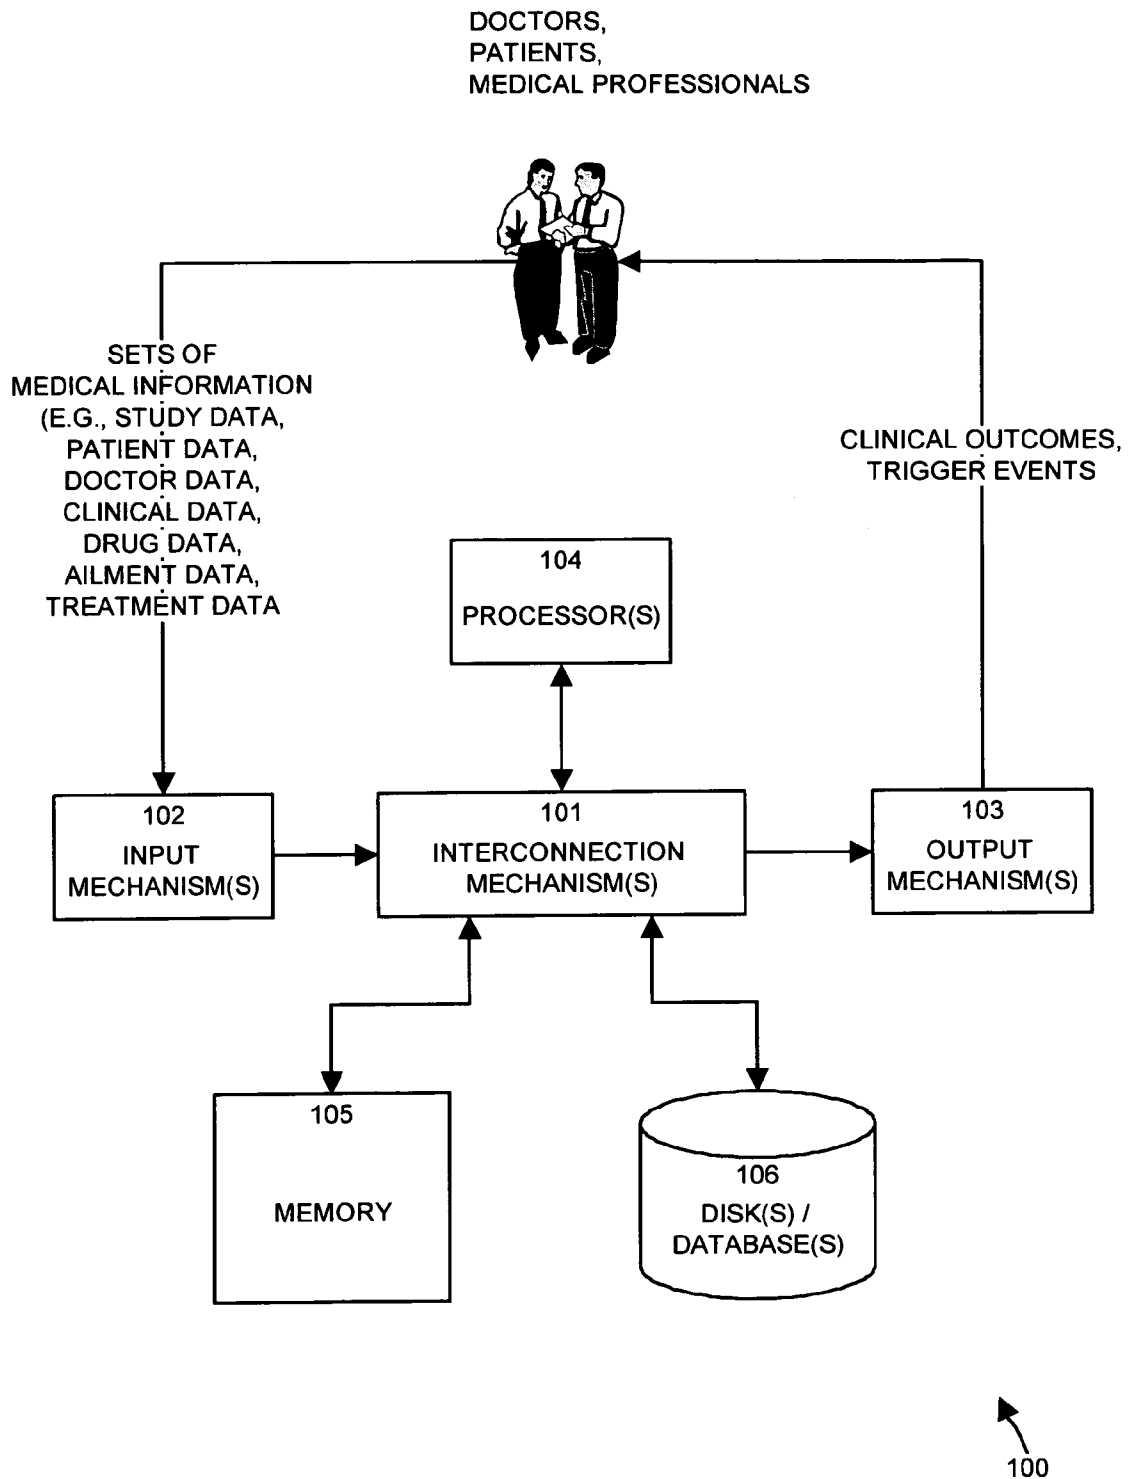 DOCTORS,
PATIENTS,
MEDICAL PROFESSIONALS
SETS OF
MEDICAL INFORMATION
(E.G., STUDY DATA,
PATIENT DATA,
DOCTOR DATA,
CLINICAL DATA,
DRUG DATA,
AILMENT DATA,
TREATMENT DATA
CLINICAL OUTCOMES,
TRIGGER EVENTS
104
PROCESSOR(S)
102
INPUT
MECHANISM(S)
101
INTERCONNECTION
MECHANISM(S)
103
OUTPUT
MECHANISM(S)
105
MEMORY
106
DISK(S) /
DATABASE(S)
100